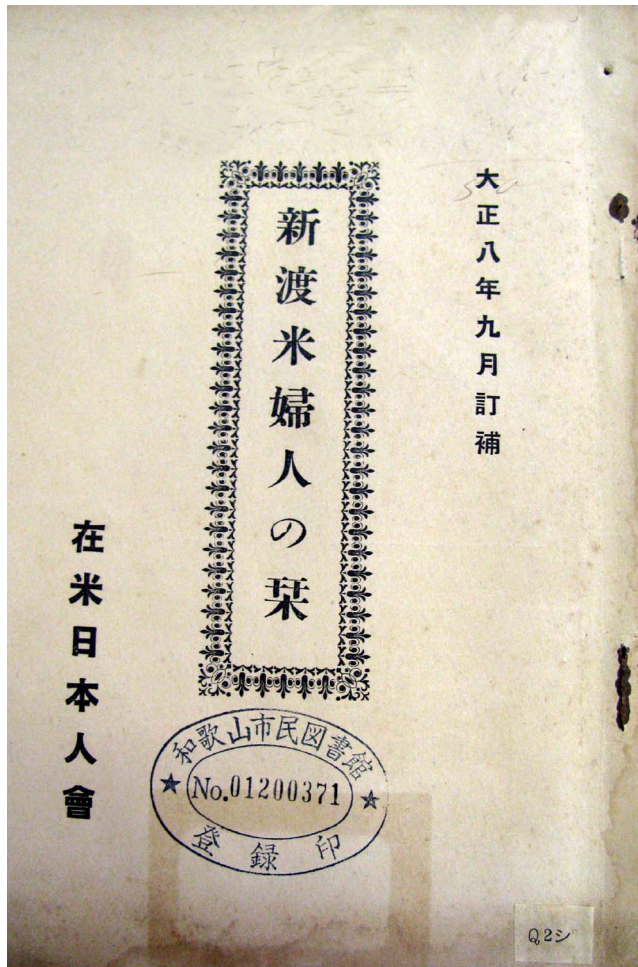 大正八年九月訂補
新渡米婦人の栞
在米日本人會
和歌山市民図書館
No.01200371
登録印
Q2シ